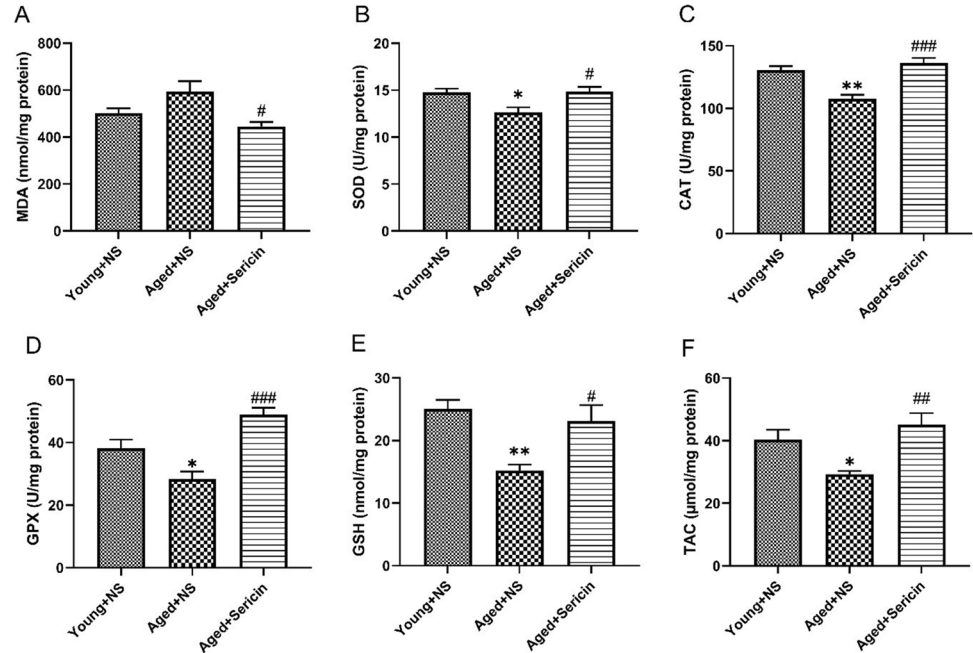 A
MDA (nmol/mg protein)
800
600
400
200
0
#
Young+NS
Aged+NS
Aged+Sericin
B
SOD (U/mg protein)
20
15
10
5
0
*
#
Young+NS
Aged+NS
Aged+Sericin
C
CAT (U/mg protein)
150
100
50
0
**
###
Young+NS
Aged+NS
Aged+Sericin
D
GPX (U/mg protein)
60
40
20
0
*
###
Young+NS
Aged+NS
Aged+Sericin
E
GSH (nmol/mg protein)
30
20
10
0
**
#
Young+NS
Aged+NS
Aged+Sericin
F
TAC (µmol/mg protein)
60
40
20
0
*
##
Young+NS
Aged+NS
Aged+Sericin